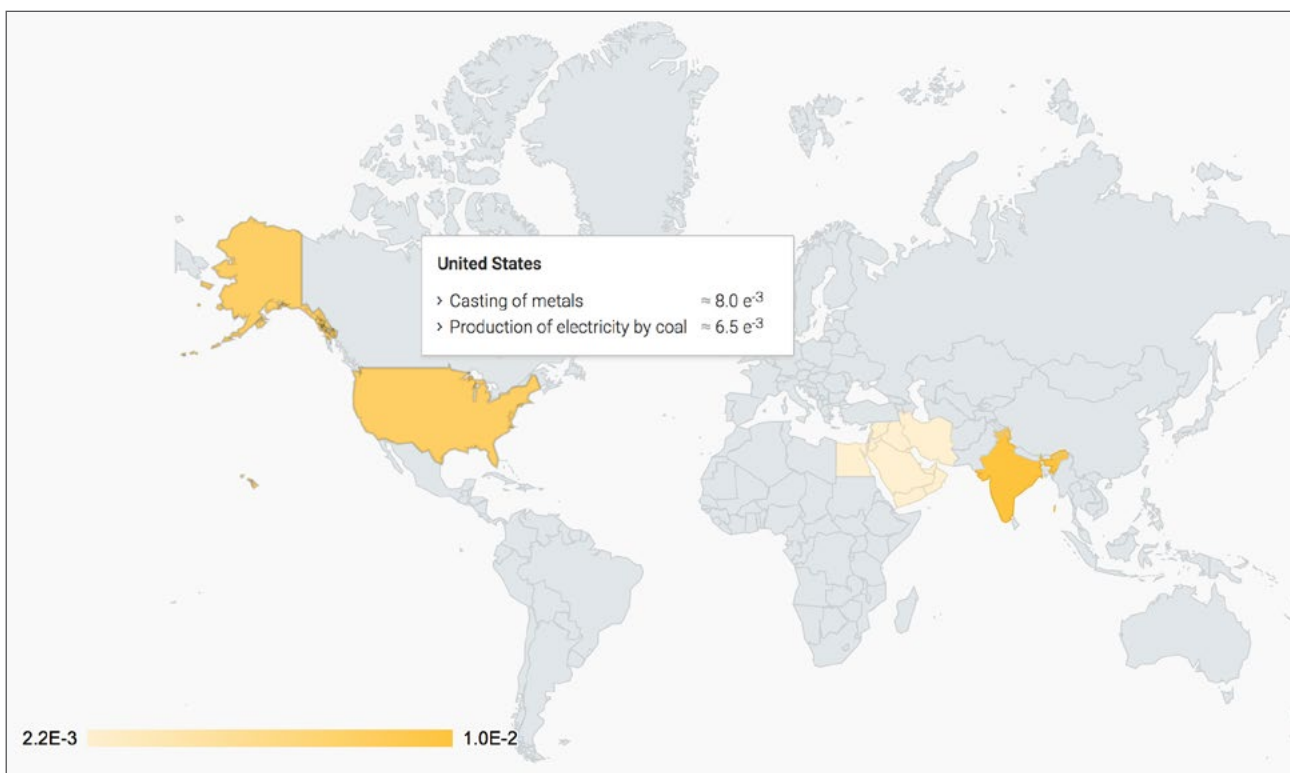 United States
› Casting of metals ≈ 8.0 e⁻³
› Production of electricity by coal ≈ 6.5 e⁻³
2.2E-3 1.0E-2